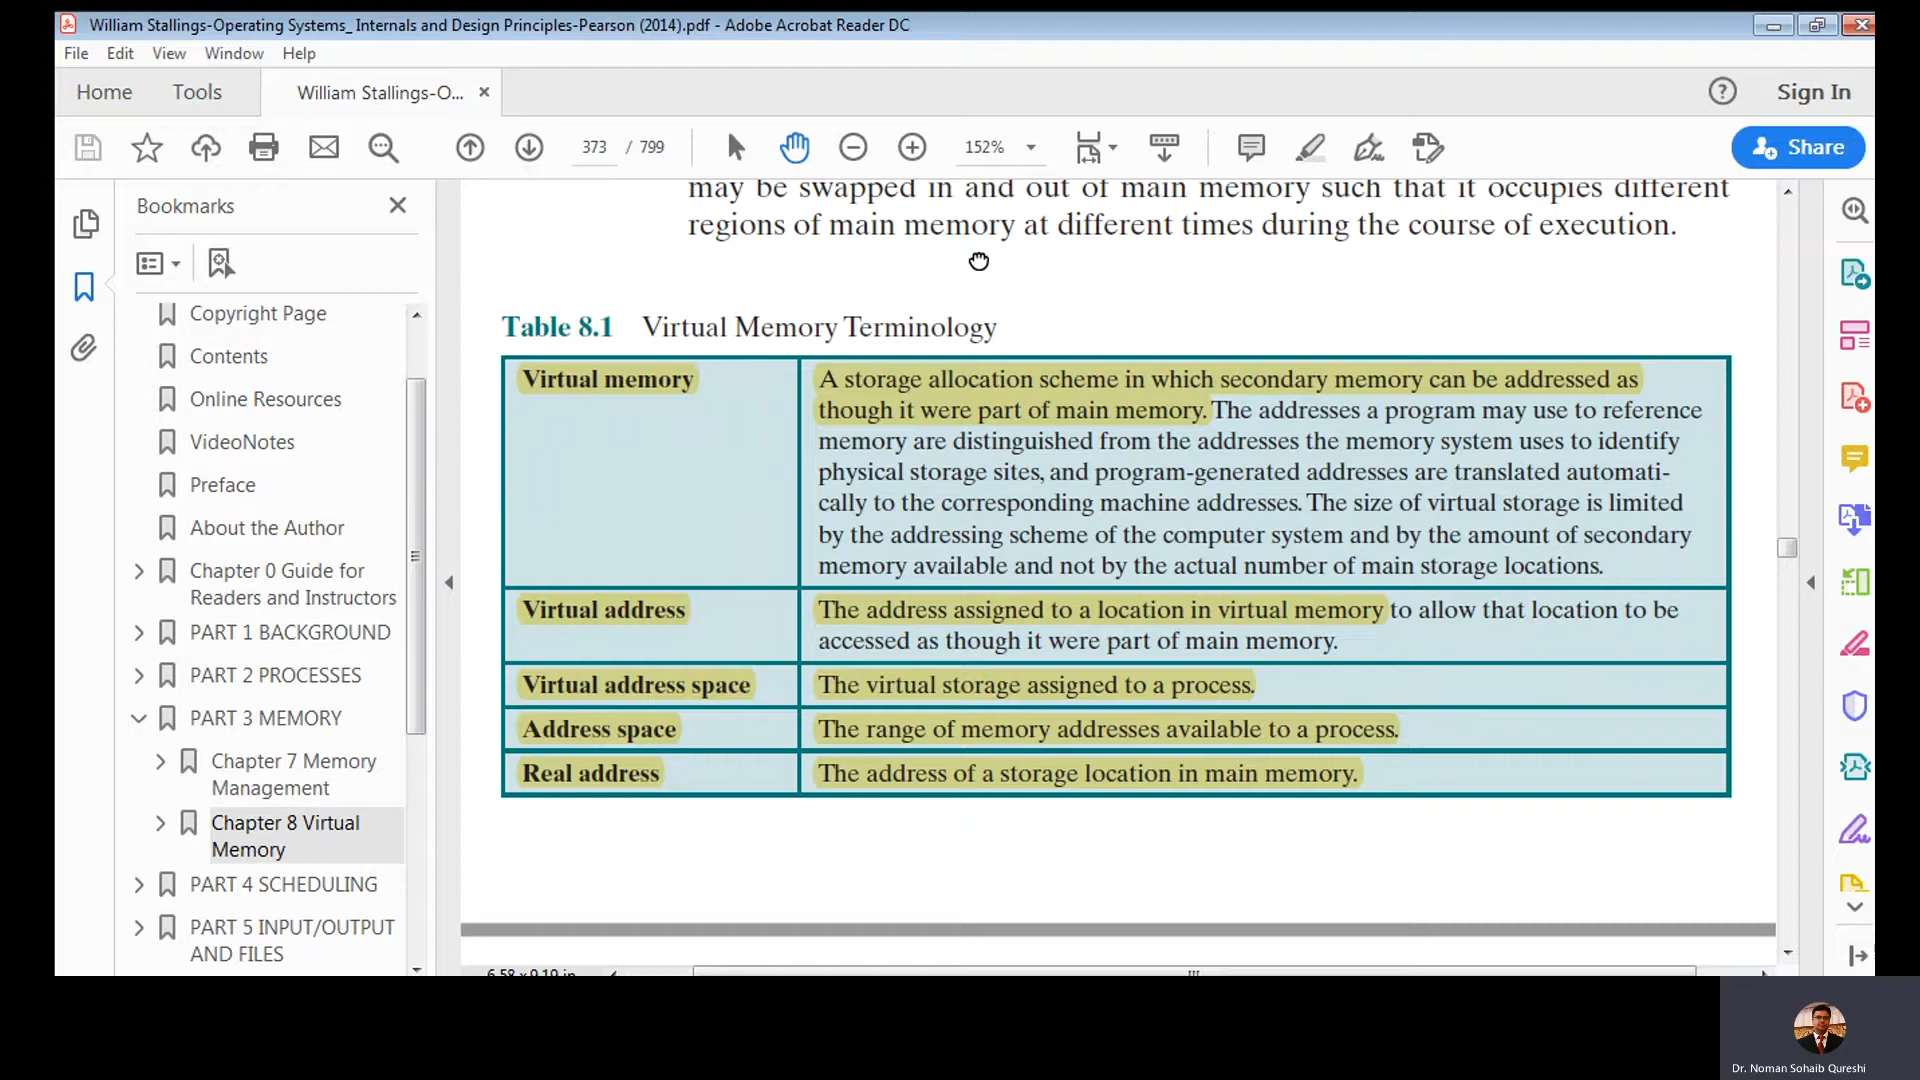 William Stallings-Operating Systems_ Internals and Design Principles-Pearson (2014).pdf - Adobe Acrobat Reader DC
File Edit View Window Help
Home Tools William Stallings-O... Sign In
373 / 799 152% Share
Bookmarks
Copyright Page
Contents
Online Resources
VideoNotes
Preface
About the Author
Chapter 0 Guide for
Readers and Instructors
PART 1 BACKGROUND
PART 2 PROCESSES
PART 3 MEMORY
Chapter 7 Memory
Management
Chapter 8 Virtual
Memory
PART 4 SCHEDULING
PART 5 INPUT/OUTPUT
AND FILES
may be swapped in and out of main memory such that it occupies different
regions of main memory at different times during the course of execution.
Table 8.1 Virtual Memory Terminology
Virtual memory
A storage allocation scheme in which secondary memory can be addressed as
though it were part of main memory. The addresses a program may use to reference
memory are distinguished from the addresses the memory system uses to identify
physical storage sites, and program-generated addresses are translated automati-
cally to the corresponding machine addresses. The size of virtual storage is limited
by the addressing scheme of the computer system and by the amount of secondary
memory available and not by the actual number of main storage locations.
Virtual address
The address assigned to a location in virtual memory to allow that location to be
accessed as though it were part of main memory.
Virtual address space
The virtual storage assigned to a process.
Address space
The range of memory addresses available to a process.
Real address
The address of a storage location in main memory.
6.58 x 9.19 in
Dr. Noman Sohaib Qureshi